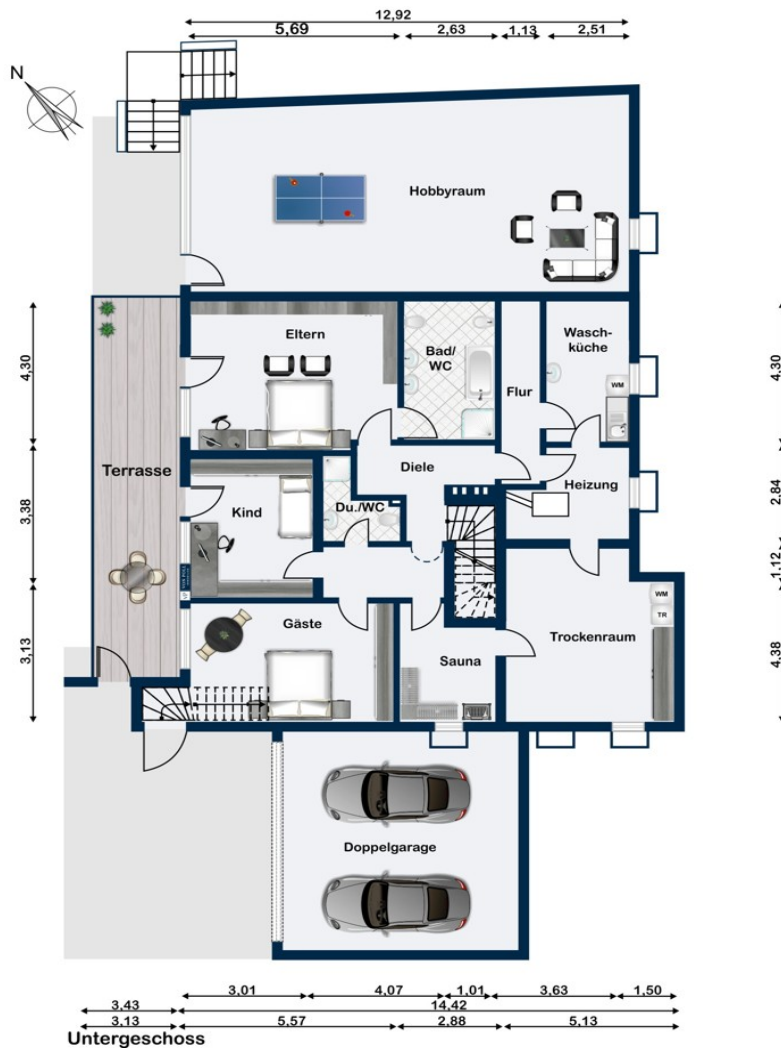 12,92
5,69 2,63 1,13 2,51
N
Hobbyraum
4,30
Eltern
Bad/
WC
Wasch-
küche
4,30
WM
Flur
Terrasse
Diele
3,38
Kind
Du./WC
Heizung
2,84
1,12
WM
TR
Gäste
3,13
Sauna
Trockenraum
4,38
Doppelgarage
3,01 4,07 1,01 3,63 1,50
3,43 14,42
3,13 5,57 2,88 5,13
Untergeschoss